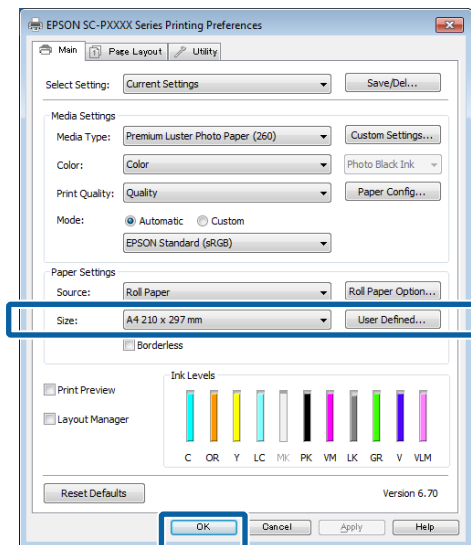 EPSON SC-PXXXX Series Printing Preferences
Main Page Layout Utility
Select Setting: Current Settings Save/Del...
Media Settings
Media Type: Premium Luster Photo Paper (260) Custom Settings...
Color: Color Photo Black Ink
Print Quality: Quality Paper Config...
Mode: Automatic Custom
EPSON Standard (sRGB)
Paper Settings
Source: Roll Paper Roll Paper Option...
Size: A4 210 x 297 mm User Defined...
Borderless
Ink Levels
Print Preview
Layout Manager
C OR Y LC MK PK VM LK GR V VLM
Reset Defaults Version 6.70
OK Cancel Apply Help